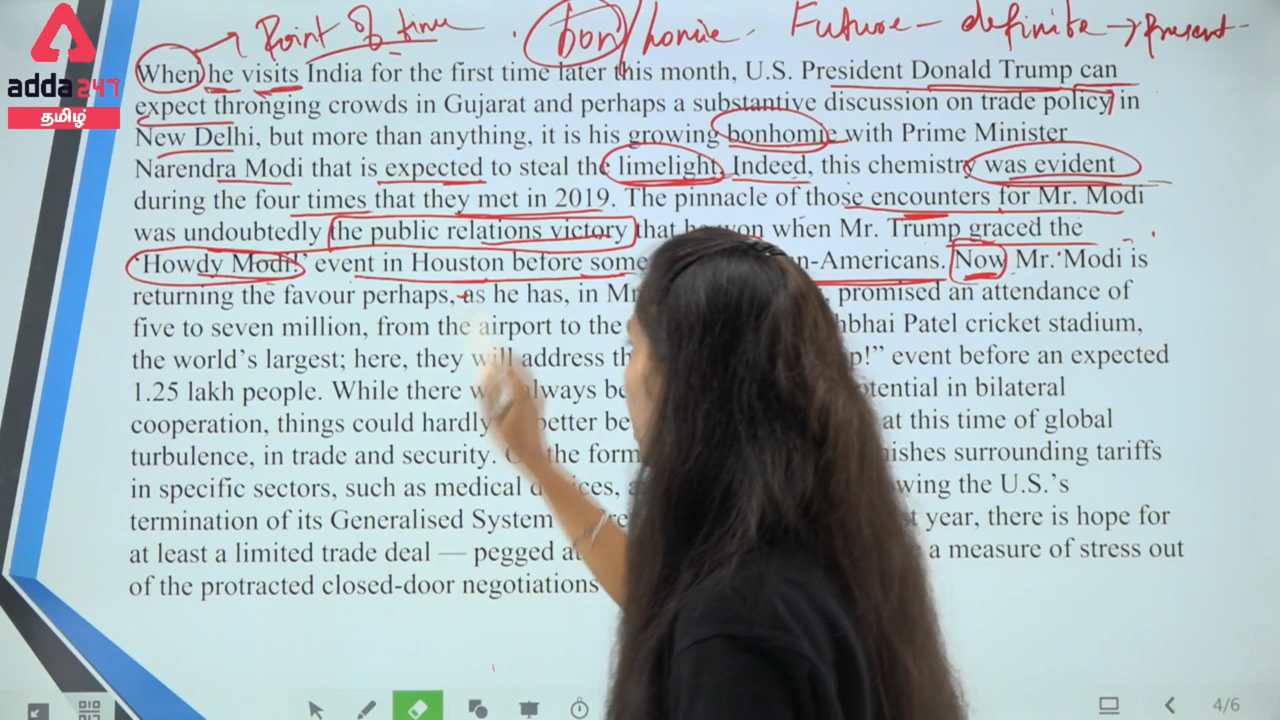 Point of time . bon/homie. Future - definite → Present -
adda247
தமிழ்
When he visits India for the first time later this month, U.S. President Donald Trump can
expect thronging crowds in Gujarat and perhaps a substantive discussion on trade policy in
New Delhi, but more than anything, it is his growing bonhomie with Prime Minister
Narendra Modi that is expected to steal the limelight. Indeed, this chemistry was evident
during the four times that they met in 2019. The pinnacle of those encounters for Mr. Modi
was undoubtedly the public relations victory that he won when Mr. Trump graced the
'Howdy Modi!' event in Houston before some n-Americans. Now Mr. Modi is
returning the favour perhaps, as he has, in Mr , promised an attendance of
five to seven million, from the airport to the hbhai Patel cricket stadium,
the world's largest; here, they will address th p!" event before an expected
1.25 lakh people. While there w always be otential in bilateral
cooperation, things could hardly better be at this time of global
turbulence, in trade and security. the form ishes surrounding tariffs
in specific sectors, such as medical devices, wing the U.S.'s
termination of its Generalised System year, there is hope for
at least a limited trade deal — pegged at a measure of stress out
of the protracted closed-door negotiations
4/6